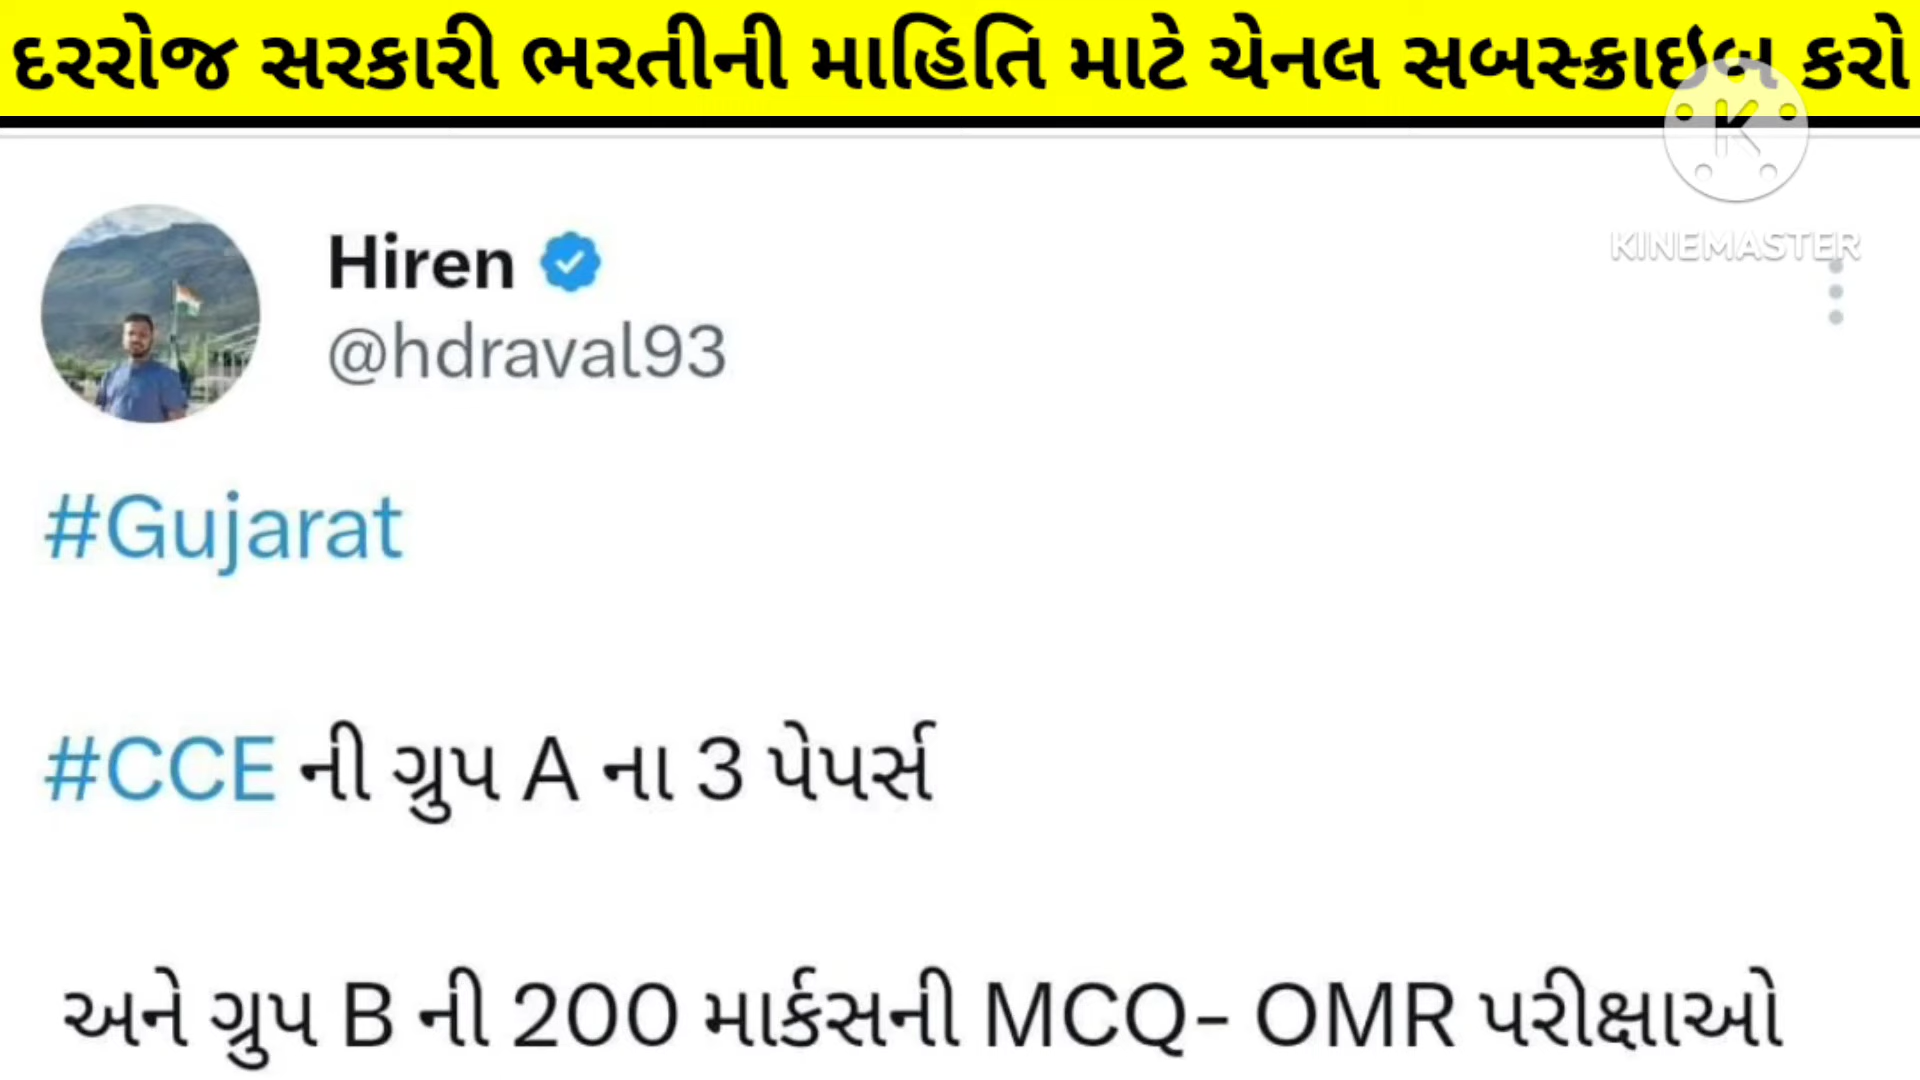 દરરોજ સરકારી ભરતીની માહિતિ માટે ચેનલ સબસ્ક્રાઇબ કરો
KINEMASTER
Hiren
@hdraval93
#Gujarat
#CCE ની ગ્રુપ A ના 3 પેપર્સ
અને ગ્રુપ B ની 200 માર્કસની MCQ- OMR પરીક્ષાઓ